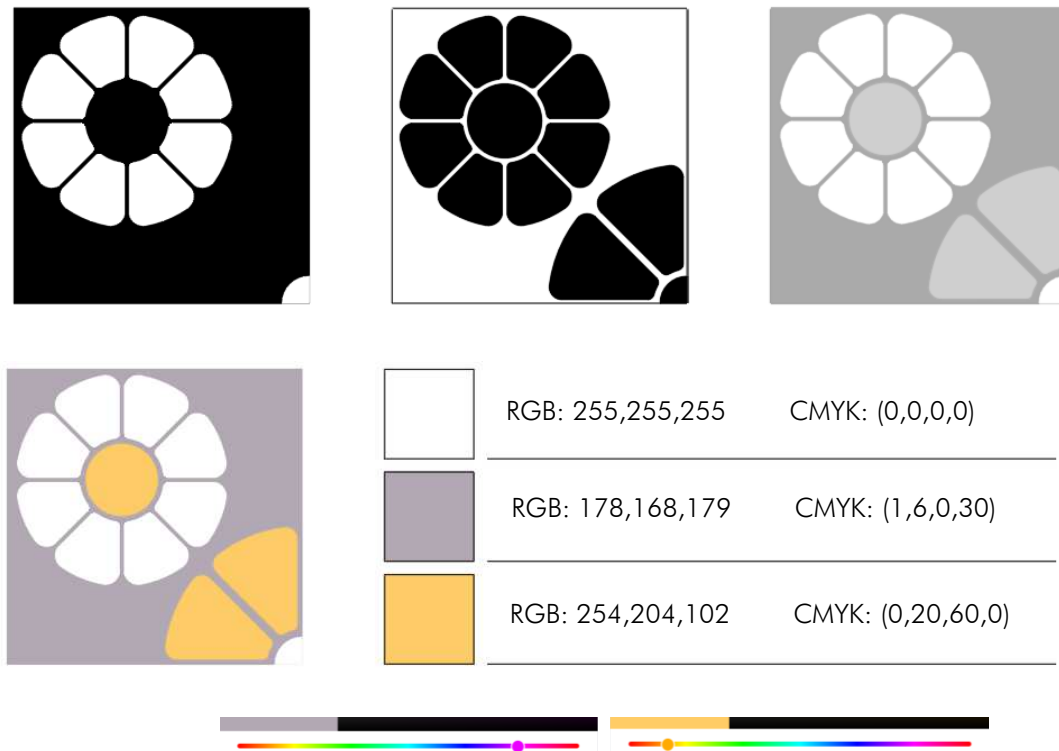 RGB: 255,255,255 CMYK: (0,0,0,0)
RGB: 178,168,179 CMYK: (1,6,0,30)
RGB: 254,204,102 CMYK: (0,20,60,0)